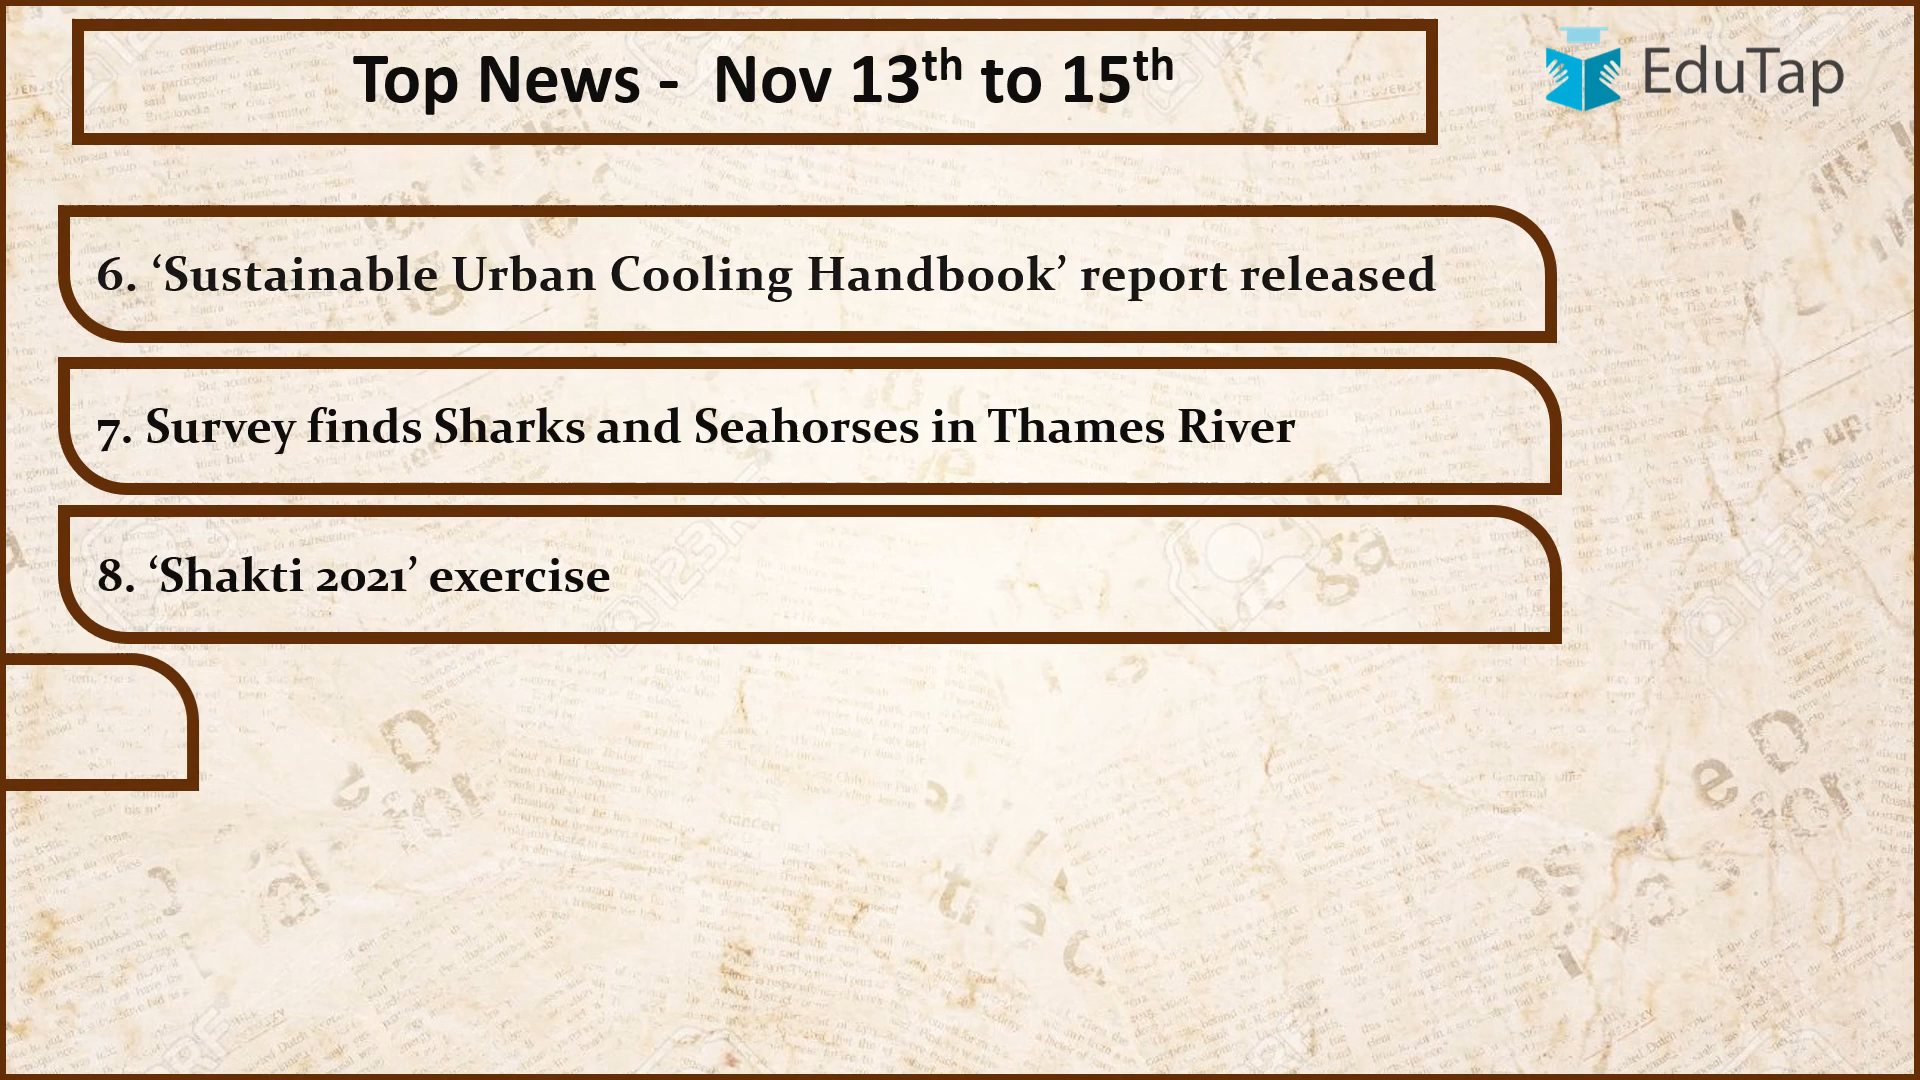 Top News - Nov 13th to 15th
EduTap
6. ‘Sustainable Urban Cooling Handbook’ report released
7. Survey finds Sharks and Seahorses in Thames River
8. ‘Shakti 2021’ exercise